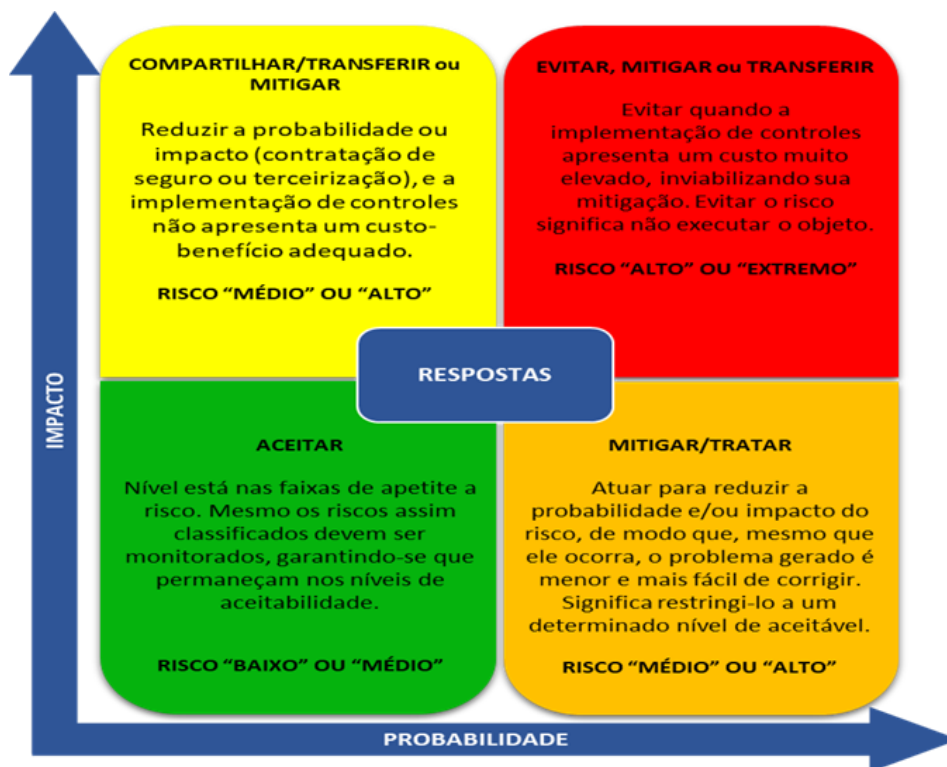 COMPARTILHAR/TRANSFERIR ou
MITIGAR
Reduzir a probabilidade ou
impacto (contratação de
seguro ou terceirização), e a
implementação de controles
não apresenta um custo-
benefício adequado.
RISCO “MÉDIO” OU “ALTO”
EVITAR, MITIGAR ou TRANSFERIR
Evitar quando a
implementação de controles
apresenta um custo muito
elevado, inviabilizando sua
mitigação. Evitar o risco
significa não executar o objeto.
RISCO “ALTO” OU “EXTREMO”
RESPOSTAS
IMPACTO
ACEITAR
Nível está nas faixas de apetite a
risco. Mesmo os riscos assim
classificados devem ser
monitorados, garantindo-se que
permaneçam nos níveis de
aceitabilidade.
RISCO “BAIXO” OU “MÉDIO”
MITIGAR/TRATAR
Atuar para reduzir a
probabilidade e/ou impacto do
risco, de modo que, mesmo que
ele ocorra, o problema gerado é
menor e mais fácil de corrigir.
Significa restringi-lo a um
determinado nível de aceitável.
RISCO “MÉDIO” OU “ALTO”
PROBABILIDADE